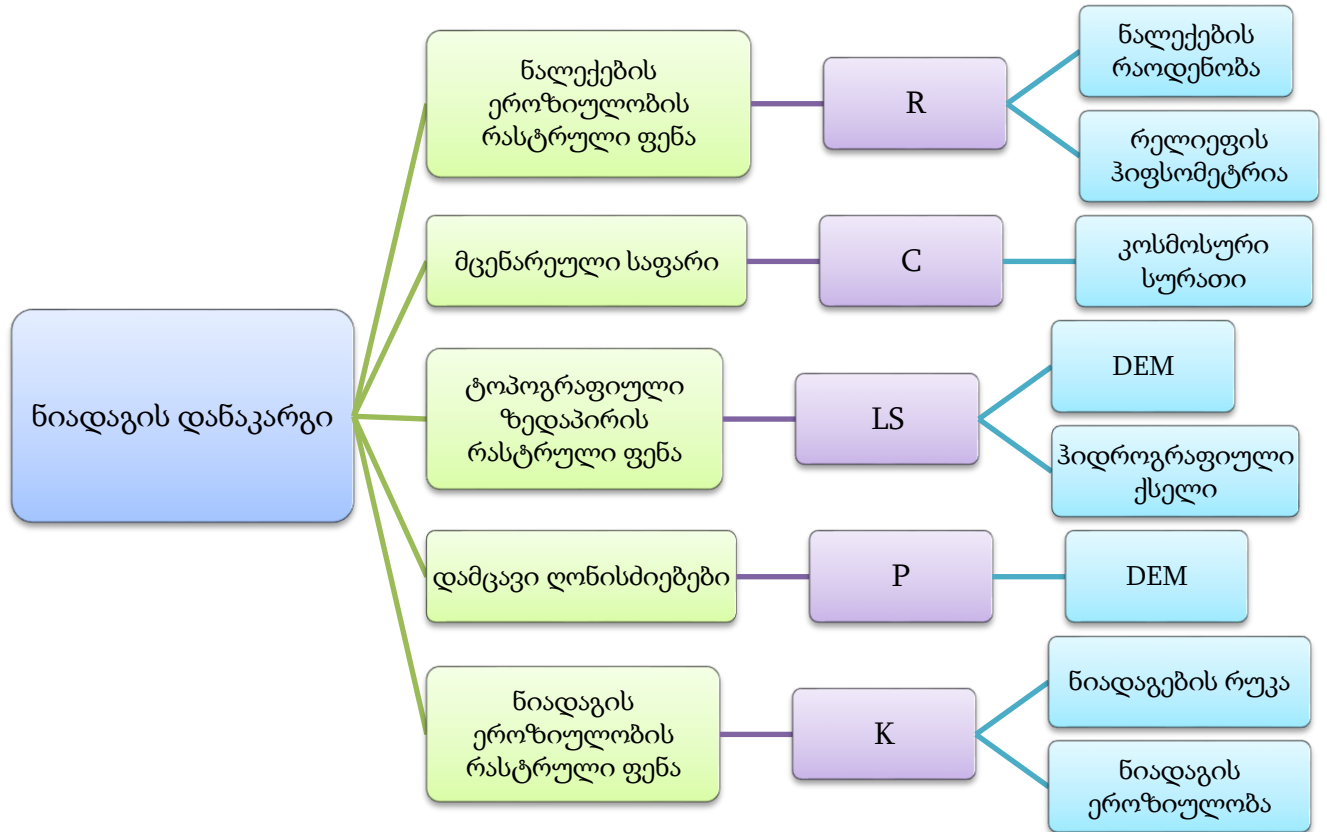 ნიადაგის დანაკარგი
ნალექების
ეროზიულობის
რასტრული ფენა
R
ნალექების
რაოდენობა
რელიეფის
ჰიფსომეტრია
მცენარეული საფარი
C
კოსმოსური
სურათი
ტოპოგრაფიული
ზედაპირის
რასტრული ფენა
LS
DEM
ჰიდროგრაფიული
ქსელი
დამცავი ღონისძიებები
P
DEM
ნიადაგის
ეროზიულობის
რასტრული ფენა
K
ნიადაგების რუკა
ნიადაგის
ეროზიულობა